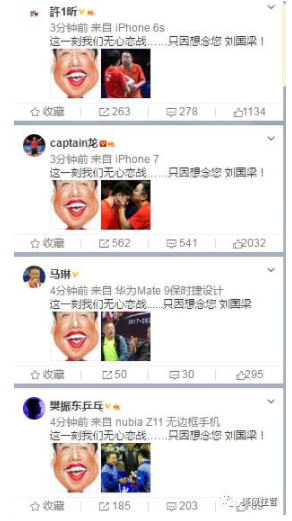 許1昕
3分钟前 来自 iPhone 6s
这一刻我们无心恋战……只因想念您 刘国梁！
收藏 263 278 1134
captain龙
3分钟前 来自 iPhone 7
这一刻我们无心恋战……只因想念您 刘国梁！
收藏 562 541 2032
马琳
4分钟前 来自 华为Mate 9保时捷设计
这一刻我们无心恋战......只因想念您 刘国梁
收藏 50 30 295
樊振东乒乓
4分钟前 来自 nubia Z11 无边框手机
这一刻我们无心恋战……只因想念您 刘国梁！
收藏 185 203